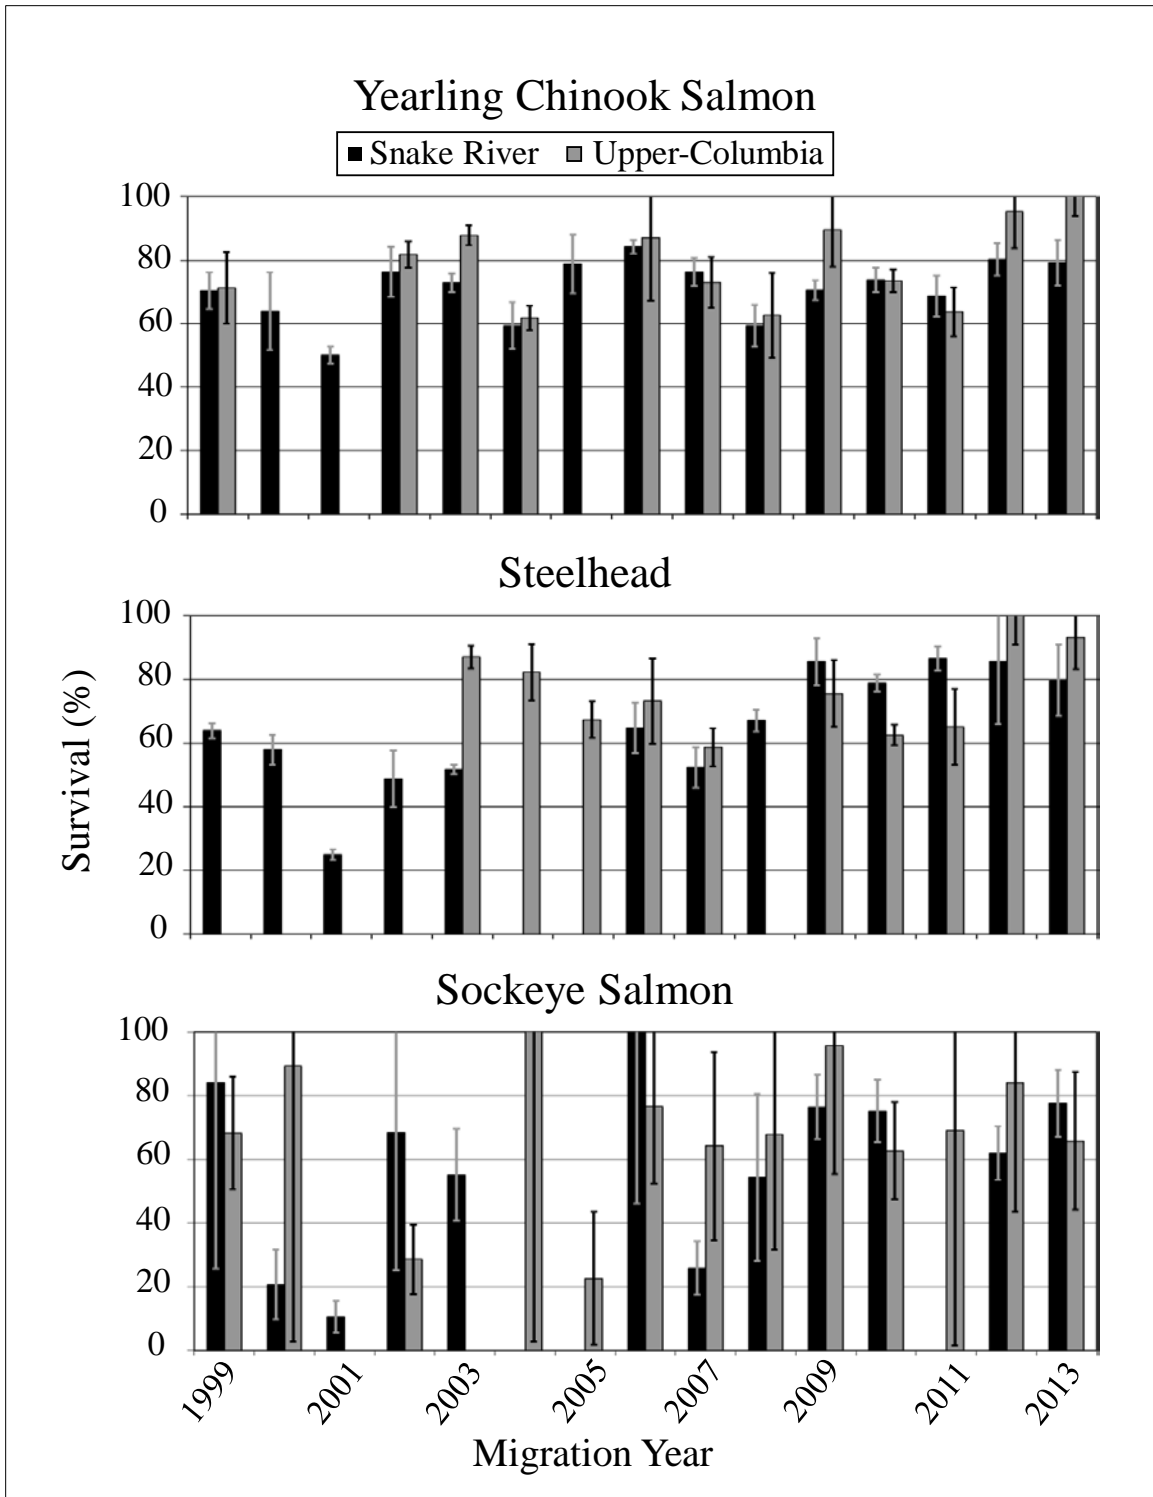 Yearling Chinook Salmon
Snake River Upper-Columbia
100
80
60
40
20
0
Steelhead
100
80
60
40
20
0
Survival (%)
Sockeye Salmon
100
80
60
40
20
0
1999 2001 2003 2005 2007 2009 2011 2013
Migration Year